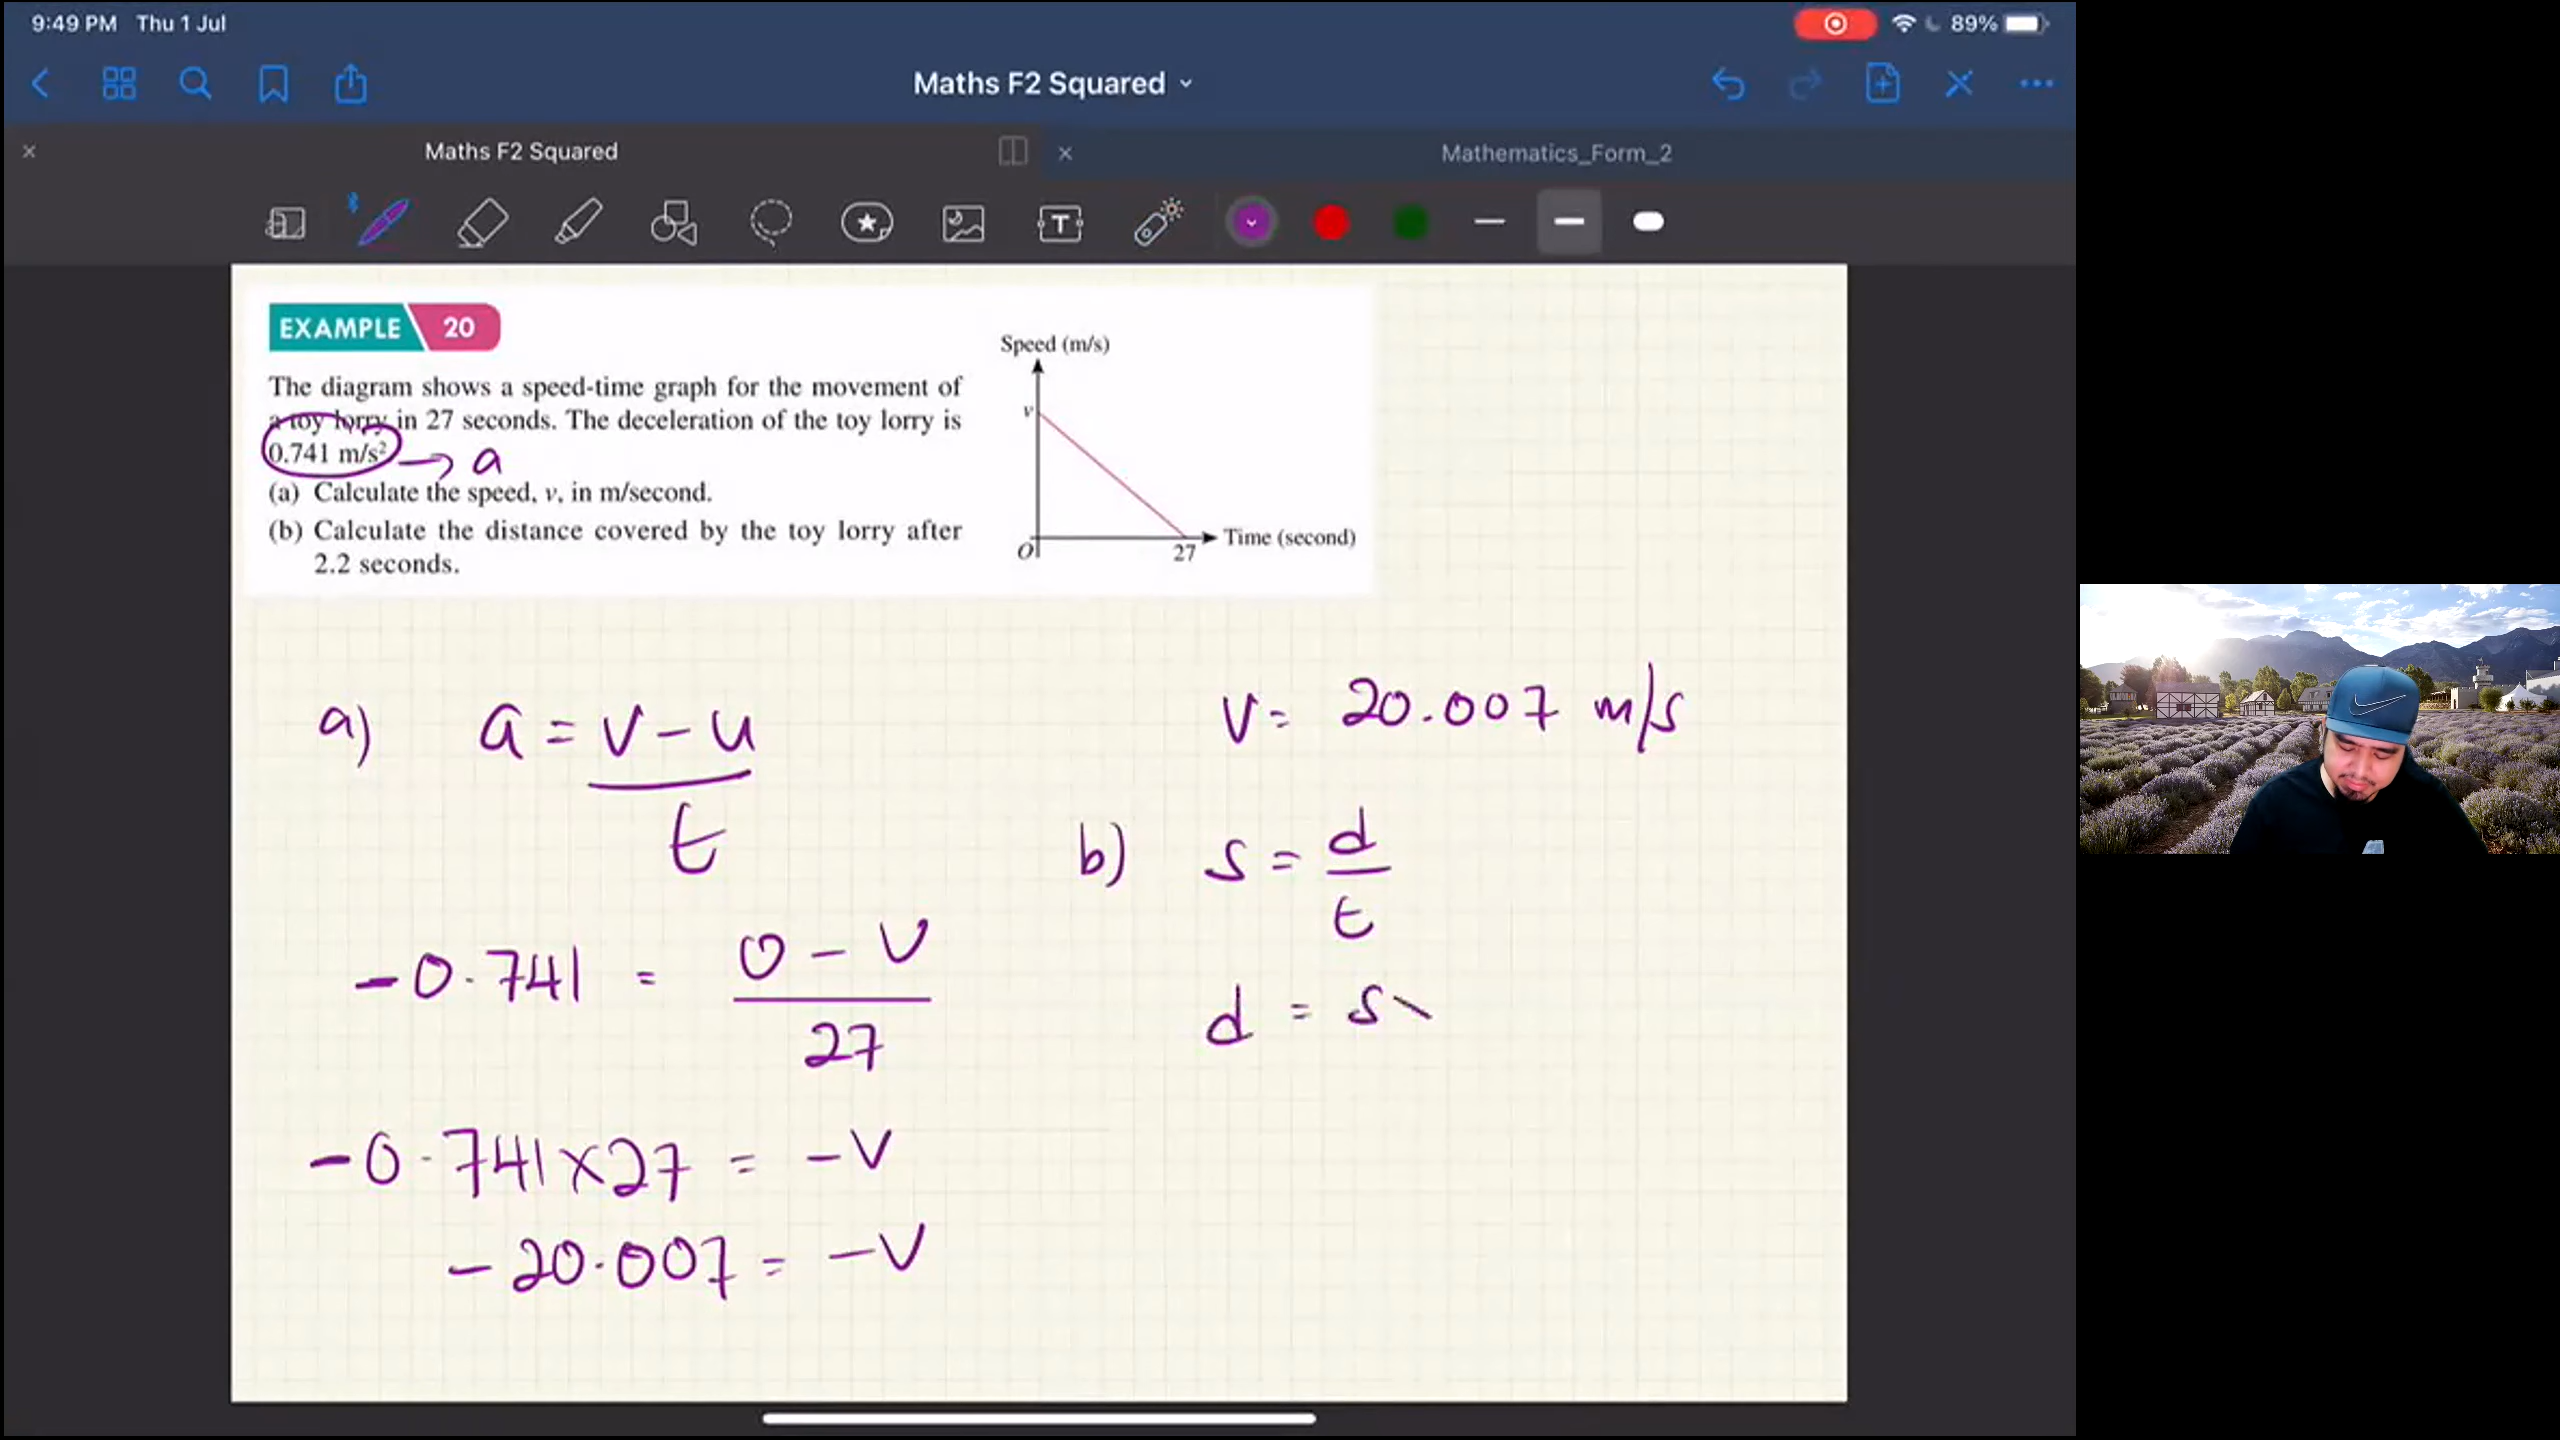 9:49 PM Thu 1 Jul
89%
Maths F2 Squared
Maths F2 Squared
Mathematics_Form_2
T
EXAMPLE 20
The diagram shows a speed-time graph for the movement of
a toy lorry in 27 seconds. The deceleration of the toy lorry is
0.741 m/s² → a
(a) Calculate the speed, v, in m/second.
(b) Calculate the distance covered by the toy lorry after
2.2 seconds.
Speed (m/s)
v
O
27
Time (second)
a) a = v - u
t
-0.741 = 0 - v
27
-0.741 × 27 = -v
-20.007 = -v
v = 20.007 m/s
b) s = d
t
d = s